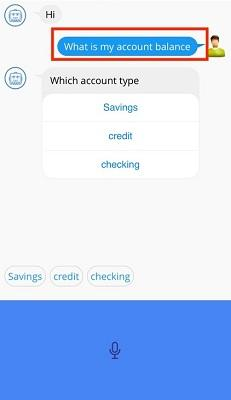 Hi
What is my account balance
Which account type
Savings
credit
checking
Savings credit checking